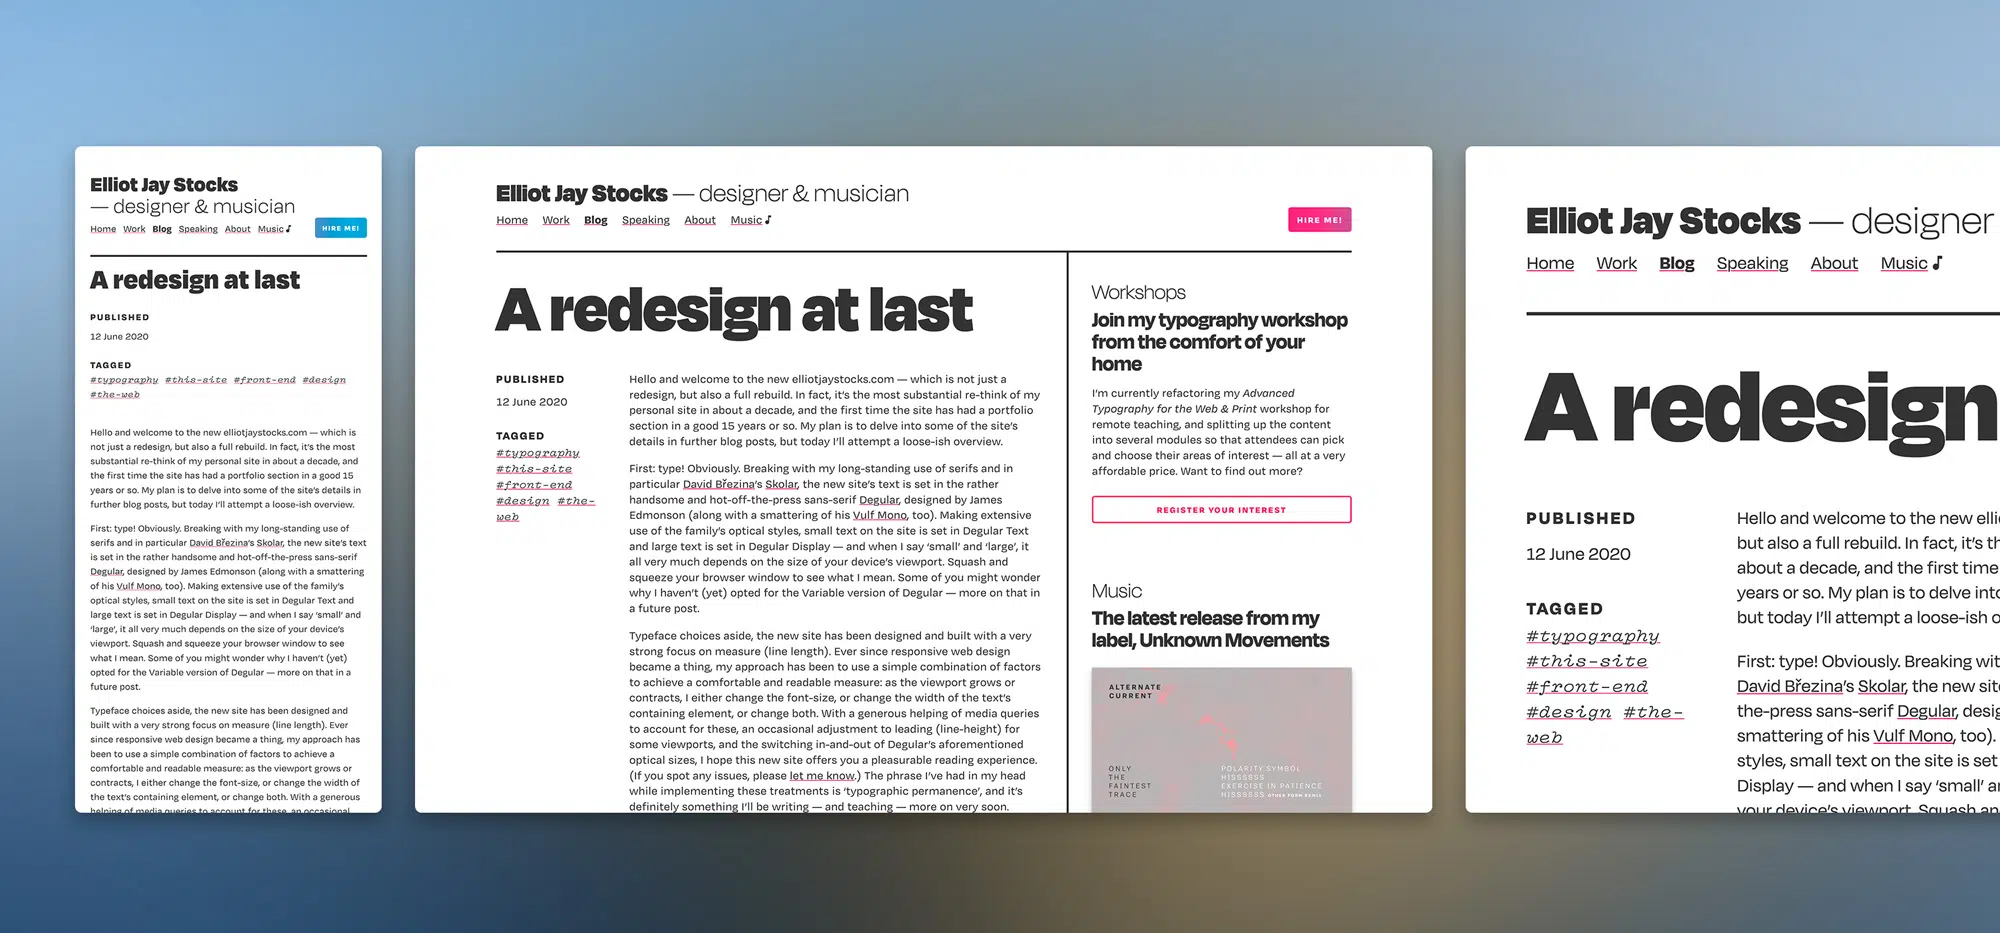 Elliot Jay Stocks
— designer & musician
Home Work Blog Speaking About Music
HIRE ME!
A redesign at last
PUBLISHED
12 June 2020
TAGGED
#typography #this-site #front-end #design
#the-web
Hello and welcome to the new elliotjaystocks.com — which is
not just a redesign, but also a full rebuild. In fact, it’s the most
substantial re-think of my personal site in about a decade, and
the first time the site has had a portfolio section in a good 15
years or so. My plan is to delve into some of the site’s details in
further blog posts, but today I’ll attempt a loose-ish overview.
First: type! Obviously. Breaking with my long-standing use of
serifs and in particular David Březina’s Skolar, the new site’s text
is set in the rather handsome and hot-off-the-press sans-serif
Degular, designed by James Edmondson (along with a smattering
of his Vulf Mono, too). Making extensive use of the family’s
optical styles, small text on the site is set in Degular Text and
large text is set in Degular Display — and when I say ‘small’ and
‘large’, it all very much depends on the size of your device’s
viewport. Squash and squeeze your browser window to see
what I mean. Some of you might wonder why I haven’t (yet)
opted for the Variable version of Degular — more on that in a
future post.
Typeface choices aside, the new site has been designed and
built with a very strong focus on measure (line length). Ever
since responsive web design became a thing, my approach has
been to use a simple combination of factors to achieve a
comfortable and readable measure: as the viewport grows or
contracts, I either change the font-size, or change the width of
the text’s containing element, or change both. With a generous
helping of media queries to account for these, an occasional
Elliot Jay Stocks — designer & musician
Home Work Blog Speaking About Music
HIRE ME!
A redesign at last
PUBLISHED
12 June 2020
TAGGED
#typography
#this-site
#front-end
#design #the-
web
Hello and welcome to the new elliotjaystocks.com — which is not just a
redesign, but also a full rebuild. In fact, it’s the most substantial re-think of my
personal site in about a decade, and the first time the site has had a portfolio
section in a good 15 years or so. My plan is to delve into some of the site’s
details in further blog posts, but today I’ll attempt a loose-ish overview.
First: type! Obviously. Breaking with my long-standing use of serifs and in
particular David Březina’s Skolar, the new site’s text is set in the rather
handsome and hot-off-the-press sans-serif Degular, designed by James
Edmonson (along with a smattering of his Vulf Mono, too). Making extensive
use of the family’s optical styles, small text on the site is set in Degular Text
and large text is set in Degular Display — and when I say ‘small’ and ‘large’, it
all very much depends on the size of your device’s viewport. Squash and
squeeze your browser window to see what I mean. Some of you might wonder
why I haven’t (yet) opted for the Variable version of Degular — more on that in
a future post.
Typeface choices aside, the new site has been designed and built with a very
strong focus on measure (line length). Ever since responsive web design
became a thing, my approach has been to use a simple combination of factors
to achieve a comfortable and readable measure: as the viewport grows or
contracts, I either change the font-size, or change the width of the text’s
containing element, or change both. With a generous helping of media queries
to account for these, an occasional adjustment to leading (line-height) for
some viewports, and the switching in-and-out of Degular’s aforementioned
optical sizes, I hope this new site offers you a pleasurable reading experience.
(If you spot any issues, please let me know.) The phrase I’ve had in my head
while implementing these treatments is ‘typographic permanence’, and it’s
definitely something I’ll be writing — and teaching — more on very soon.
Workshops
Join my typography workshop
from the comfort of your
home
I’m currently refactoring my Advanced
Typography for the Web & Print workshop for
remote teaching, and splitting up the content
into several modules so that attendees can pick
and choose their areas of interest — all at a very
affordable price. Want to find out more?
REGISTER YOUR INTEREST
Music
The latest release from my
label, Unknown Movements
ALTERNATE
CURRENT
ONLY
THE
FAINTEST
TRACE
POLARITY SYMBOL
HISSSSSS
EXERCISE IN PATIENCE
HISSSSSS
Elliot Jay Stocks — designer
Home Work Blog Speaking About Music
A redesign
PUBLISHED
12 June 2020
TAGGED
#typography
#this-site
#front-end
#design #the-
web
Hello and welcome to the new elli
but also a full rebuild. In fact, it’s th
about a decade, and the first time
years or so. My plan is to delve into
but today I’ll attempt a loose-ish o
First: type! Obviously. Breaking wit
David Březina’s Skolar, the new site
the-press sans-serif Degular, desig
smattering of his Vulf Mono, too).
styles, small text on the site is set
Display — and when I say ‘small’ an
your device’s viewport. Squash an